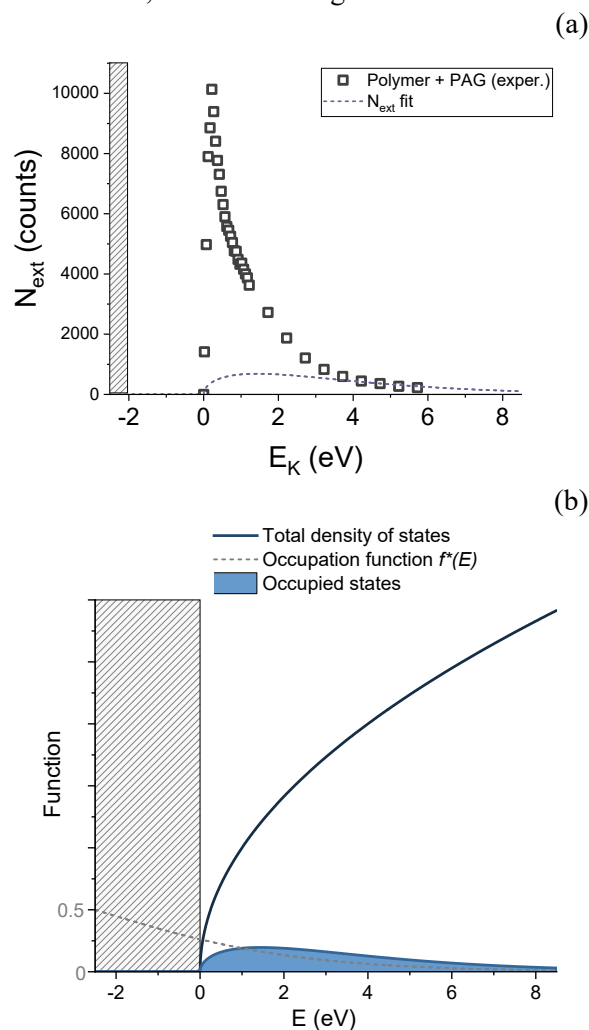 (a)
10000
8000
6000
4000
2000
0
N_ext (counts)
Polymer + PAG (exper.)
N_ext fit
-2 0 2 4 6 8
E_K (eV)
(b)
Total density of states
Occupation function f*(E)
Occupied states
Function
0.5
0
-2 0 2 4 6 8
E (eV)